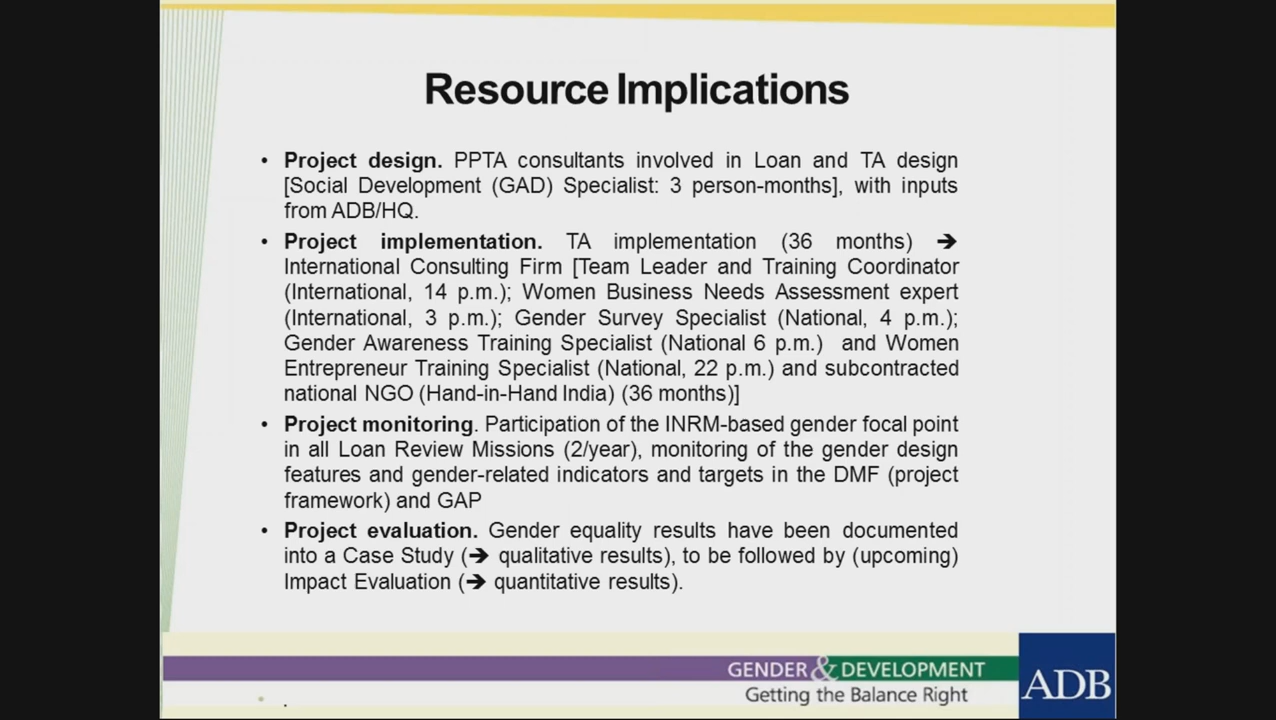 Resource Implications
• Project design. PPTA consultants involved in Loan and TA design
[Social Development (GAD) Specialist: 3 person-months], with inputs
from ADB/HQ.
• Project implementation. TA implementation (36 months) ➔
International Consulting Firm [Team Leader and Training Coordinator
(International, 14 p.m.); Women Business Needs Assessment expert
(International, 3 p.m.); Gender Survey Specialist (National, 4 p.m.);
Gender Awareness Training Specialist (National 6 p.m.) and Women
Entrepreneur Training Specialist (National, 22 p.m.) and subcontracted
national NGO (Hand-in-Hand India) (36 months)]
• Project monitoring. Participation of the INRM-based gender focal point
in all Loan Review Missions (2/year), monitoring of the gender design
features and gender-related indicators and targets in the DMF (project
framework) and GAP
• Project evaluation. Gender equality results have been documented
into a Case Study (➔ qualitative results), to be followed by (upcoming)
Impact Evaluation (➔ quantitative results).
GENDER & DEVELOPMENT
Getting the Balance Right
ADB
• .